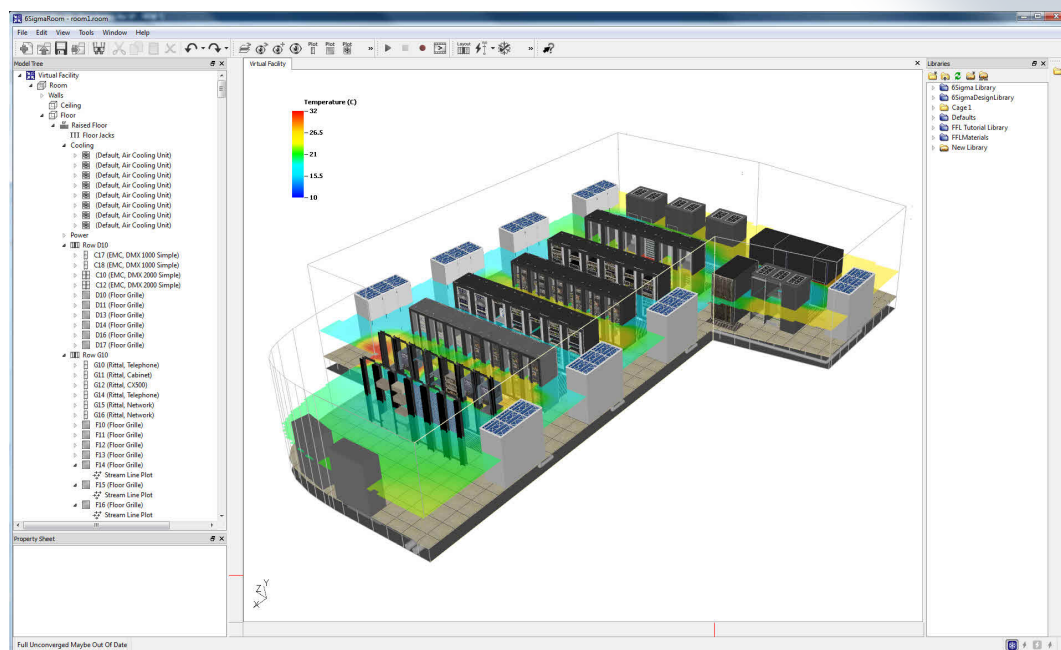 6SigmaRoom - room1.room
File Edit View Tools Window Help
Plot Plot Plot » Layout » »
Model Tree
Virtual Facility
Room
Walls
Ceiling
Floor
Raised Floor
Floor Jacks
Cooling
(Default, Air Cooling Unit)
(Default, Air Cooling Unit)
(Default, Air Cooling Unit)
(Default, Air Cooling Unit)
(Default, Air Cooling Unit)
(Default, Air Cooling Unit)
(Default, Air Cooling Unit)
Power
Row D10
C17 (EMC, DMX 1000 Simple)
C18 (EMC, DMX 1000 Simple)
C10 (EMC, DMX 2000 Simple)
C12 (EMC, DMX 2000 Simple)
D10 (Floor Grille)
D11 (Floor Grille)
D13 (Floor Grille)
D14 (Floor Grille)
D16 (Floor Grille)
D17 (Floor Grille)
Row G10
G10 (Rittal, Telephone)
G11 (Rittal, Cabinet)
G12 (Rittal, CX500)
G14 (Rittal, Telephone)
G15 (Rittal, Network)
G16 (Rittal, Network)
F10 (Floor Grille)
F11 (Floor Grille)
F12 (Floor Grille)
F13 (Floor Grille)
F14 (Floor Grille)
Stream Line Plot
F15 (Floor Grille)
Stream Line Plot
F16 (Floor Grille)
Stream Line Plot
Property Sheet
Full Unconverged Maybe Out Of Date
Virtual Facility
Temperature (C)
32
26.5
21
15.5
10
Z Y
X
Libraries
6Sigma Library
6SigmaDesignLibrary
Cage1
Defaults
FFL Tutorial Library
FFLMaterials
New Library